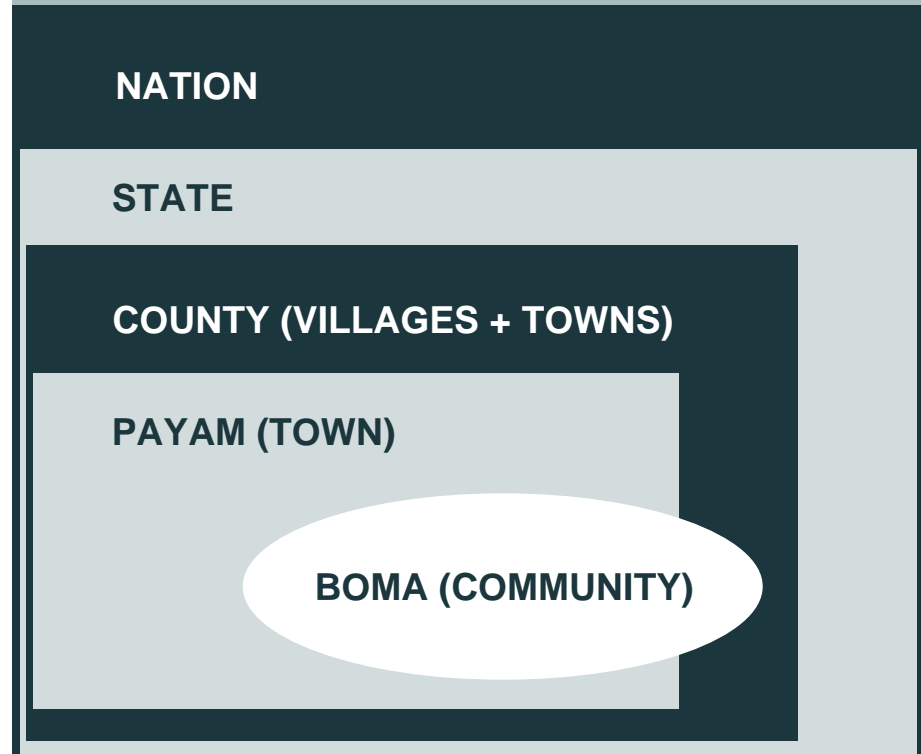 NATION
STATE
COUNTY (VILLAGES + TOWNS)
PAYAM (TOWN)
BOMA (COMMUNITY)